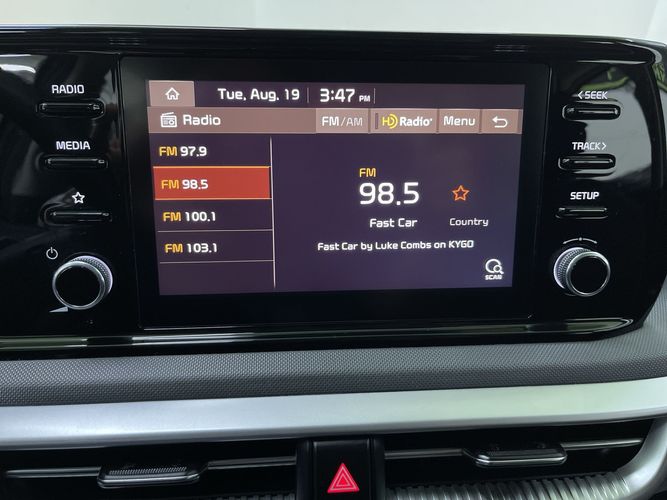 RADIO
MEDIA
Tue, Aug. 19 3:47 PM
Radio FM/AM HD Radio Menu
FM 97.9
FM 98.5
FM 100.1
FM 103.1
FM
98.5
Fast Car Country
Fast Car by Luke Combs on KYGO
SCAN
< SEEK
TRACK >
SETUP